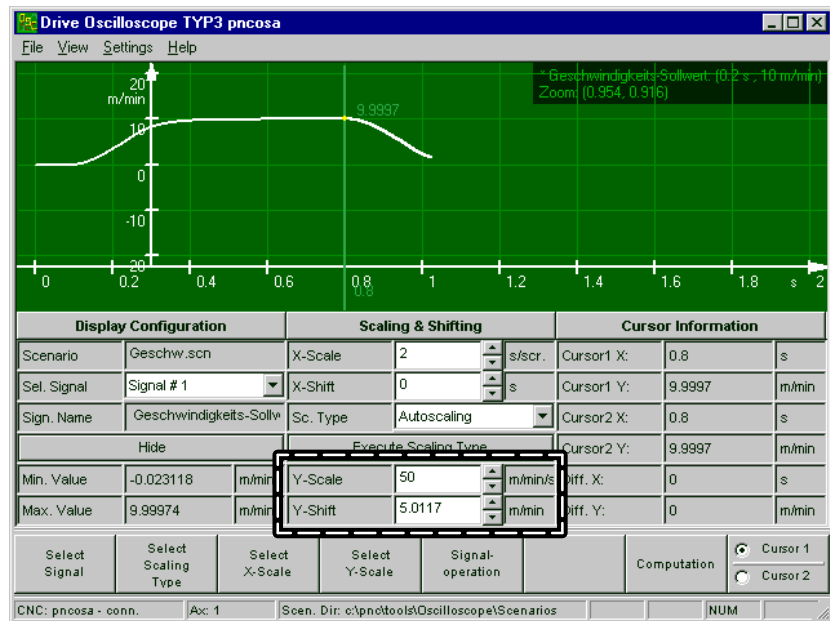 Drive Oscilloscope TYP3 pncosa
File View Settings Help
* Geschwindigkeits-Sollwert: (0.2 s , 10 m/min)
Zoom: (0.954, 0.916)
20
m/min
9.9997
10
0
-10
-20
0 0.2 0.4 0.6 0.8 1 1.2 1.4 1.6 1.8 s 2
0.8
Display Configuration Scaling & Shifting Cursor Information
Scenario Geschw.scn X-Scale 2 s/scr. Cursor1 X: 0.8 s
Sel. Signal Signal # 1 X-Shift 0 s Cursor1 Y: 9.9997 m/min
Sign. Name Geschwindigkeits-Sollw Sc. Type Autoscaling Cursor2 X: 0.8 s
Hide Execute Scaling Type Cursor2 Y: 9.9997 m/min
Min. Value -0.023118 m/min Y-Scale 50 m/min/s Diff. X: 0 s
Max. Value 9.99974 m/min Y-Shift 5.0117 m/min Diff. Y: 0 m/min
Select Signal
Select Scaling Type
Select X-Scale
Select Y-Scale
Signal-operation
Computation
Cursor 1
Cursor 2
CNC: pncosa - conn. Ax: 1 Scen. Dir: c:\pnc\tools\Oscilloscope\Scenarios NUM